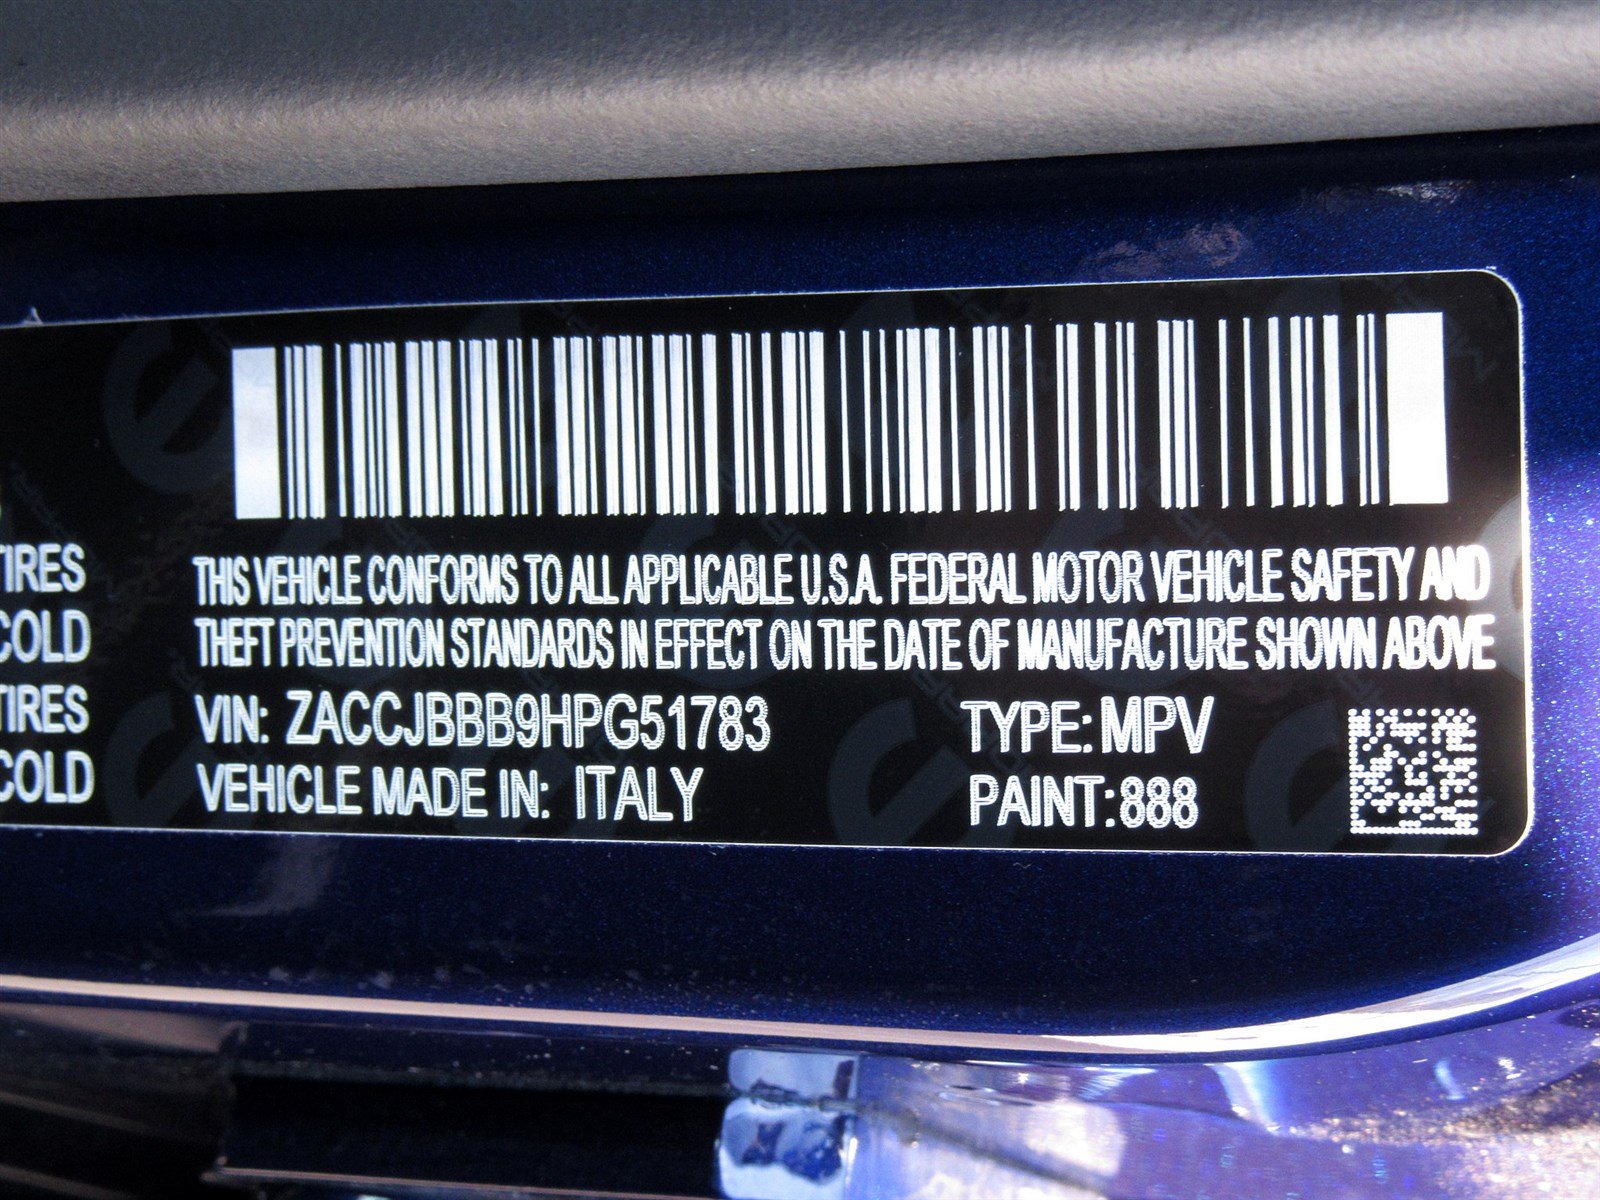 TIRES
COLD
TIRES
COLD
THIS VEHICLE CONFORMS TO ALL APPLICABLE U.S.A. FEDERAL MOTOR VEHICLE SAFETY AND
THEFT PREVENTION STANDARDS IN EFFECT ON THE DATE OF MANUFACTURE SHOWN ABOVE
VIN: ZACCJBBB9HPG51783 TYPE: MPV
VEHICLE MADE IN: ITALY PAINT:888